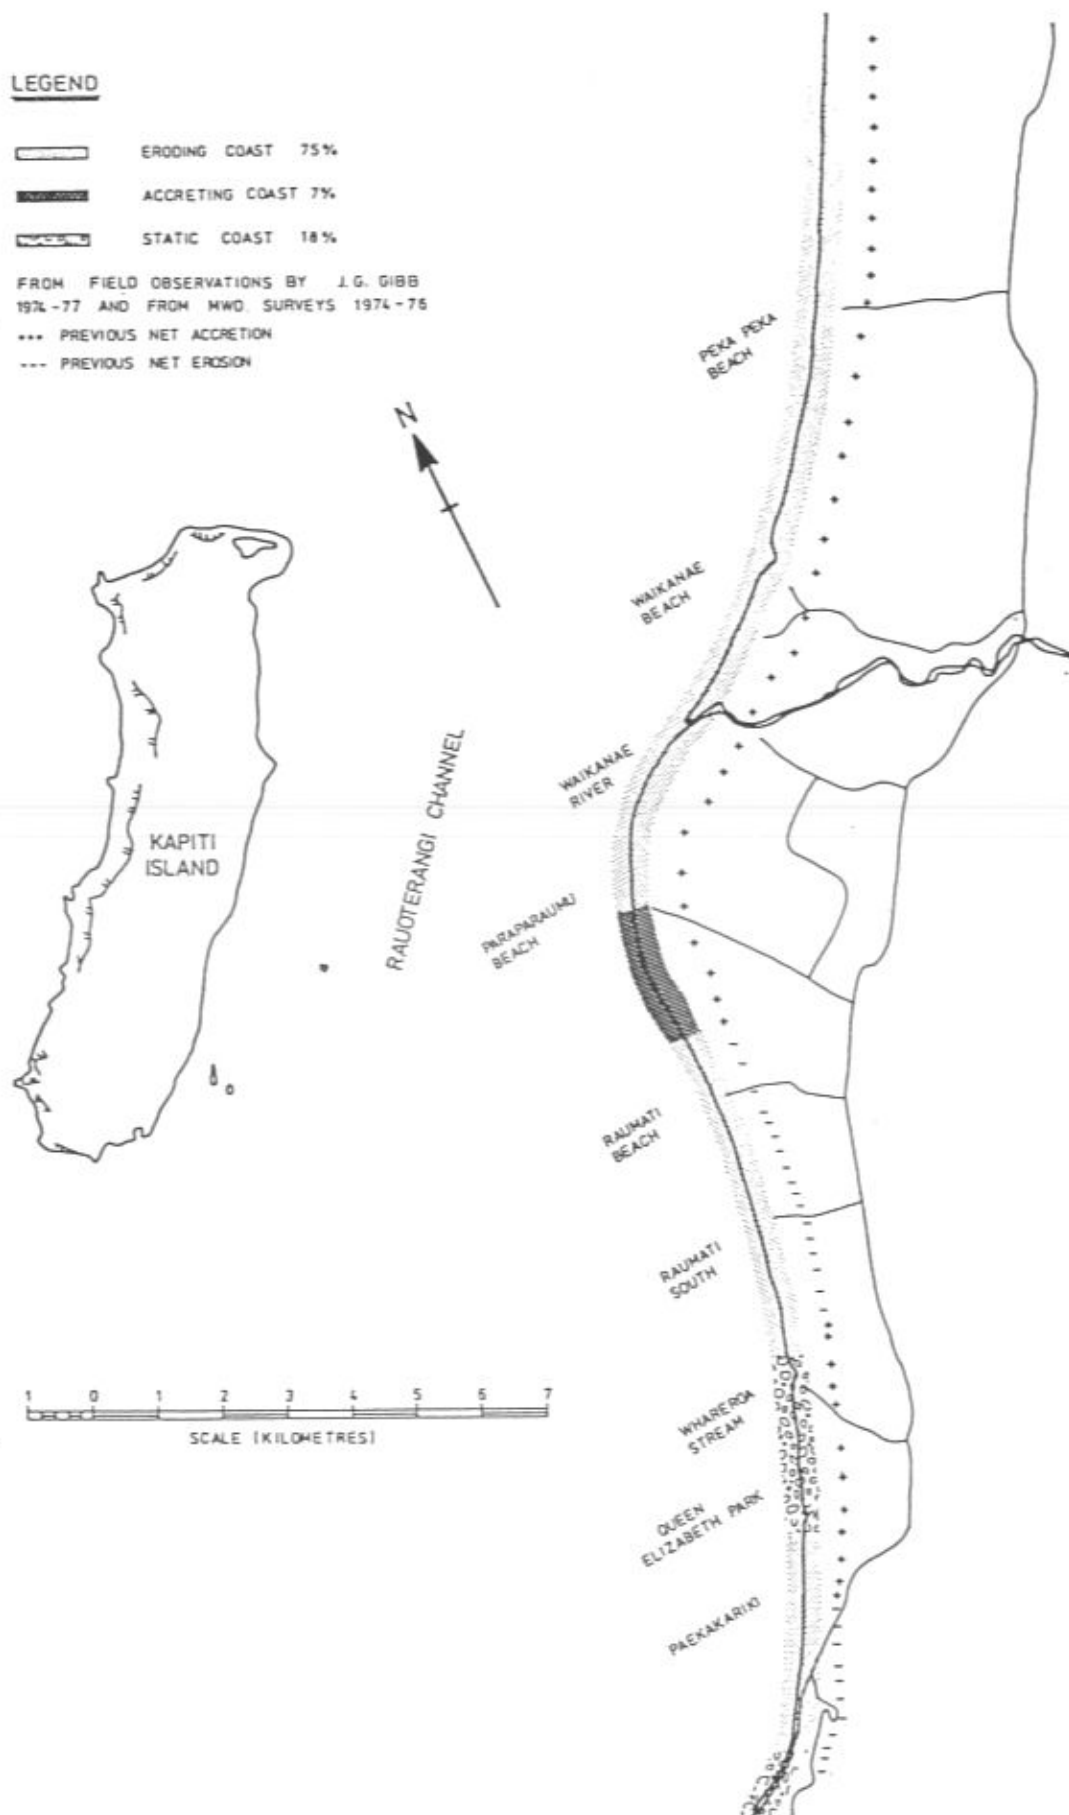 LEGEND
ERODING COAST 75%
ACCRETING COAST 7%
STATIC COAST 18%
FROM FIELD OBSERVATIONS BY J.G. GIBB
1974-77 AND FROM MWD. SURVEYS 1974-76
+++ PREVIOUS NET ACCRETION
--- PREVIOUS NET EROSION
N
PEKA PEKA
BEACH
WAIKANAE
BEACH
WAIKANAE
RIVER
KAPITI
ISLAND
RAUOTERANGI CHANNEL
PARAPARAUMU
BEACH
RAUMATI
BEACH
RAUMATI
SOUTH
1 0 1 2 3 4 5 6 7
SCALE (KILOMETRES)
WHAREROA
STREAM
QUEEN
ELIZABETH PARK
PAEKAKARIKI